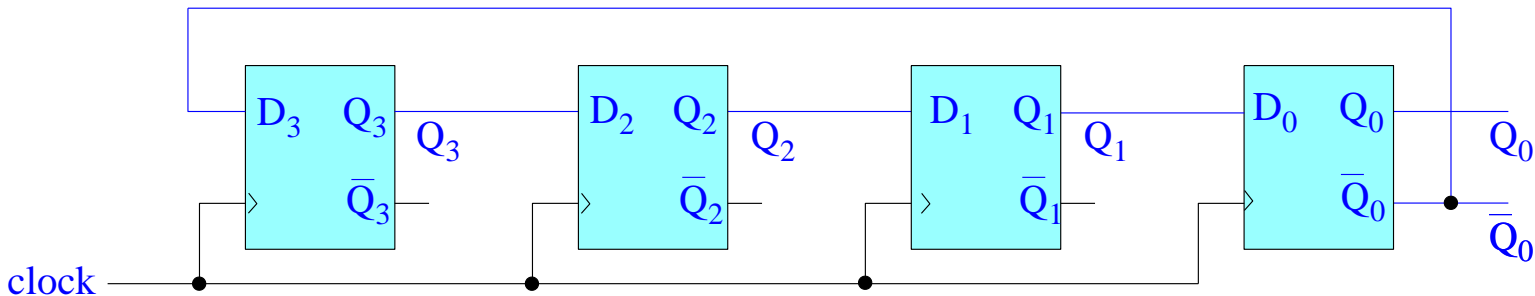 D₃ Q₃ D₂ Q₂ D₁ Q₁ D₀ Q₀
Q₃ Q₂ Q₁ Q₀
Q̅₃ Q̅₂ Q̅₁ Q̅₀
Q̅₀
clock